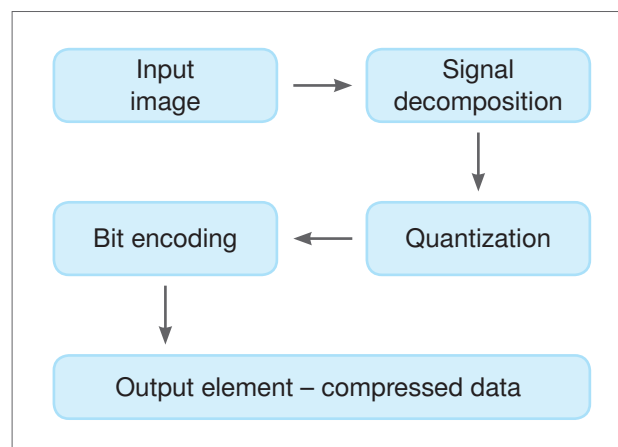 Input
image
Signal
decomposition
Quantization
Bit encoding
Output element – compressed data